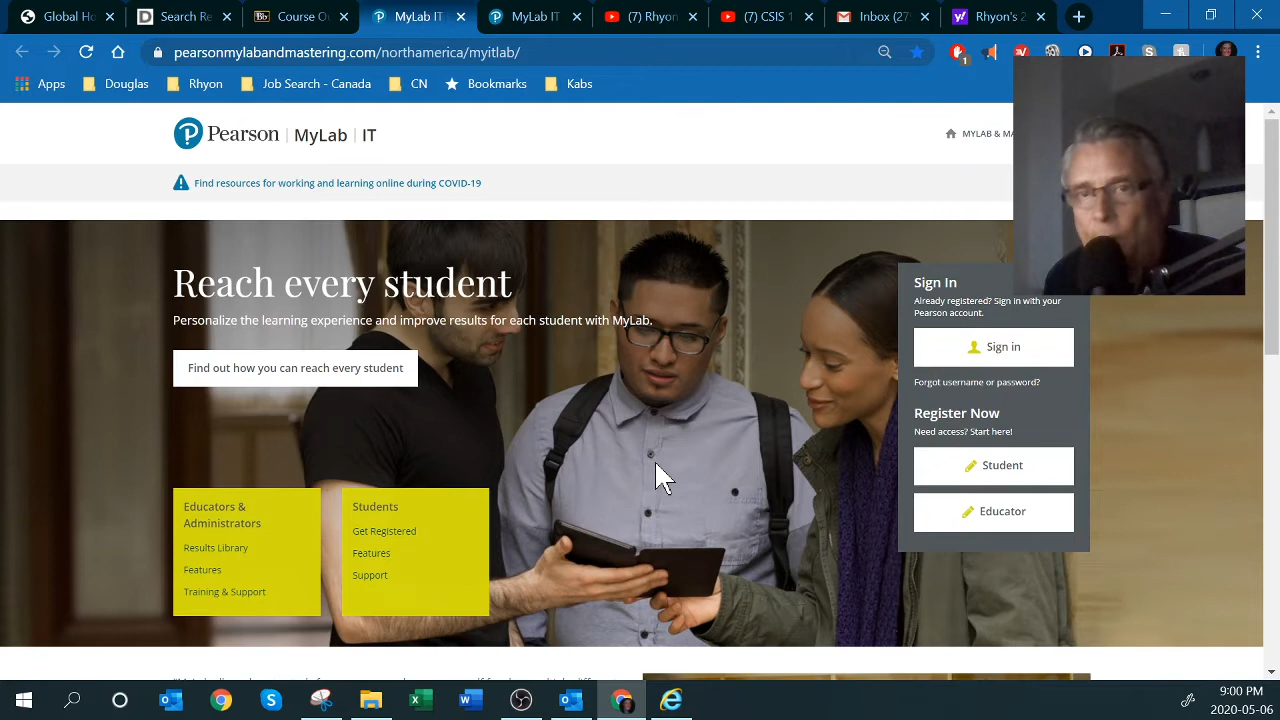 Global Ho
Search Re
Course Ou
MyLab IT
MyLab IT
(7) Rhyon
(7) CSIS 1
Inbox (27
Rhyon's 2
pearsonmylabandmastering.com/northamerica/myitlab/
1
Apps
Douglas
Rhyon
Job Search - Canada
CN
Bookmarks
Kabs
Pearson | MyLab | IT
MYLAB & MA
Find resources for working and learning online during COVID-19
Reach every student
Personalize the learning experience and improve results for each student with MyLab.
Find out how you can reach every student
Educators &
Administrators
Results Library
Features
Training & Support
Students
Get Registered
Features
Support
Sign In
Already registered? Sign in with your
Pearson account.
Sign in
Forgot username or password?
Register Now
Need access? Start here!
Student
Educator
9:00 PM
2020-05-06